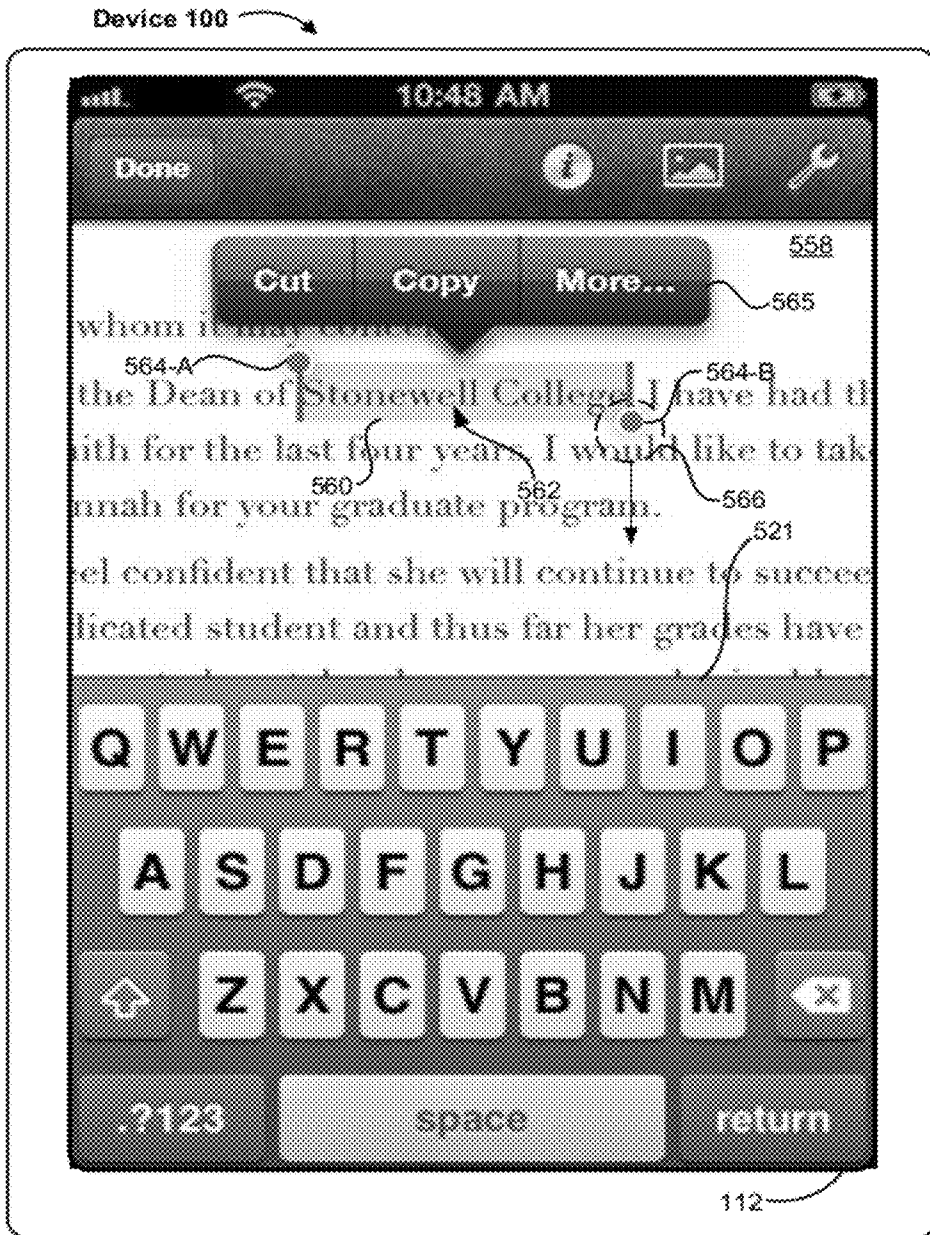 Device 100
10:48 AM
Done
558
Cut Copy More...
565
whom it may
564-A
564-B
the Dean of Stonewell College. I have had th
ith for the last four years. I would like to tak
560
562
566
nnah for your graduate program.
521
el confident that she will continue to succee
licated student and thus far her grades have
Q W E R T Y U I O P
A S D F G H J K L
Z X C V B N M
.?123 space return
112